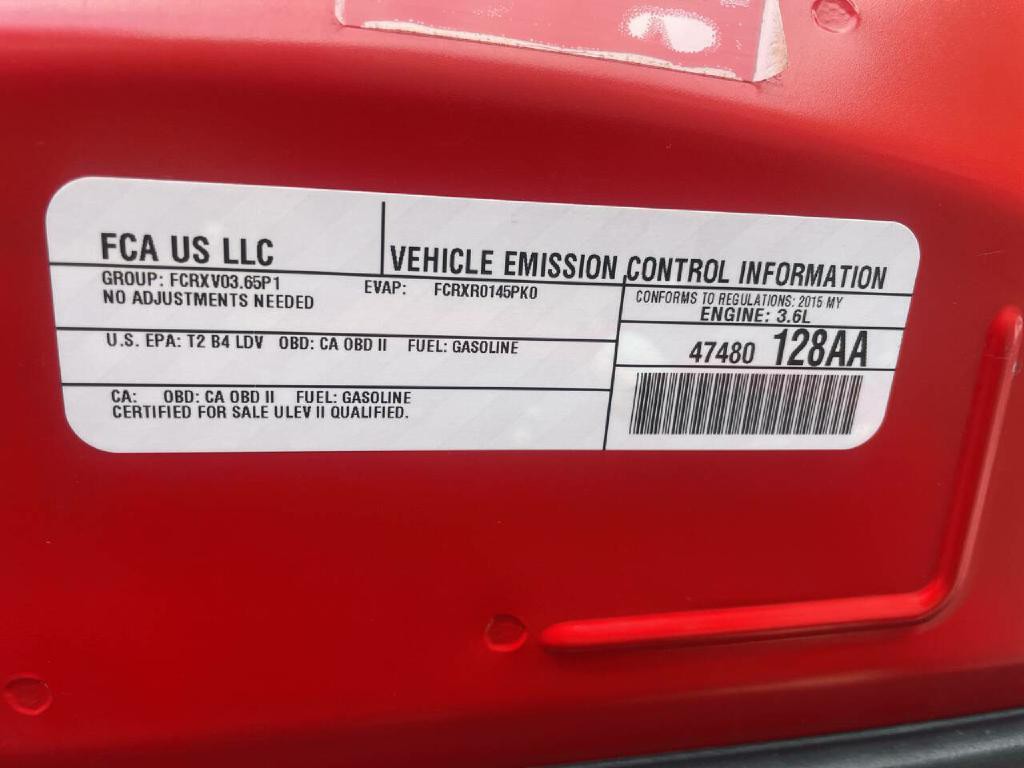 FCA US LLC
VEHICLE EMISSION CONTROL INFORMATION
GROUP: FCRXV03.65P1
EVAP: FCRXR0145PK0
NO ADJUSTMENTS NEEDED
CONFORMS TO REGULATIONS: 2015 MY
ENGINE: 3.6L
U.S. EPA: T2 B4 LDV OBD: CA OBD II FUEL: GASOLINE
47480 128AA
CA: OBD: CA OBD II FUEL: GASOLINE
CERTIFIED FOR SALE ULEV II QUALIFIED.